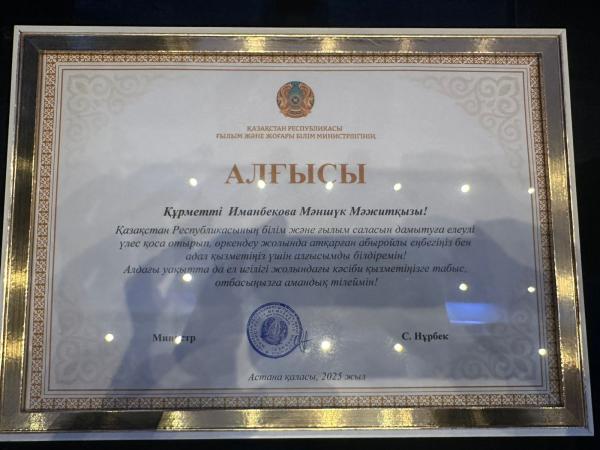 ҚАЗАҚСТАН РЕСПУБЛИКАСЫ
ҒЫЛЫМ ЖӘНЕ ЖОҒАРЫ БІЛІМ МИНИСТРЛІГІНІҢ
АЛҒЫСЫ
Құрметті Иманбекова Мәншүк Мәжитқызы!
Қазақстан Республикасының білім және ғылым саласын дамытуға елеулі
үлес қоса отырып, өркендеу жолында атқарған абыройлы еңбегіңіз бен
адал қызметіңіз үшін алғысымды білдіремін!
Алдағы уақытта да ел игілігі жолындағы кәсіби қызметіңізге табыс,
отбасыңызға амандық тілеймін!
Министр
С. Нұрбек
Астана қаласы, 2025 жыл